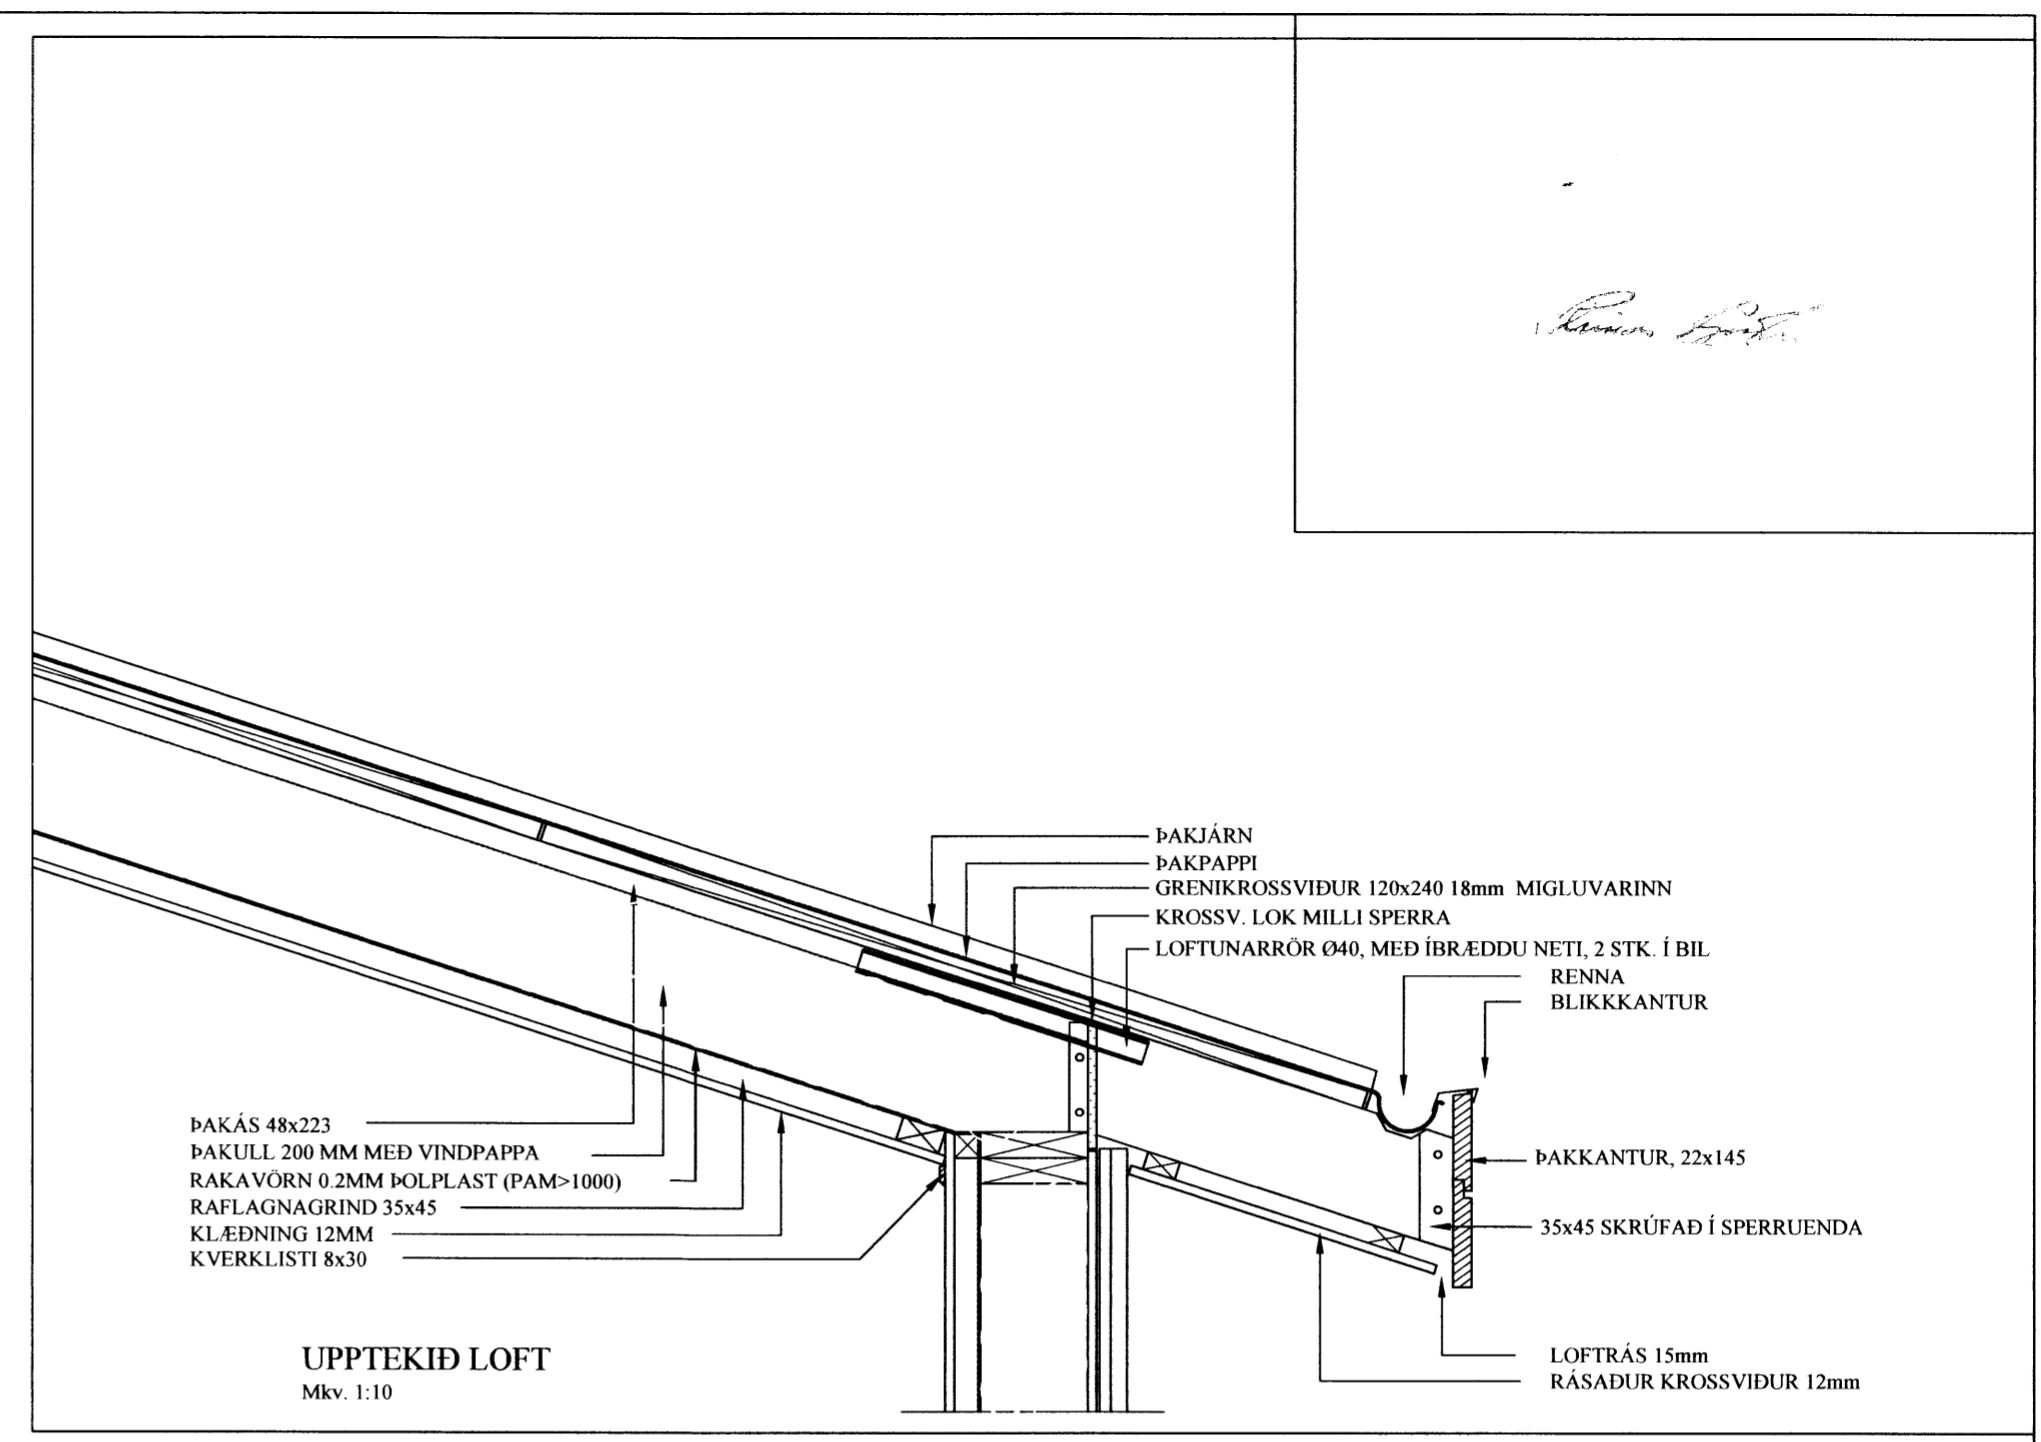 ÞAKJÁRN
ÞAKPAPPI
GRENIKROSSVIÐUR 120x240 18mm MIGLUVARINN
KROSSV. LOK MILLI SPERRA
LOFTUNARRÖR Ø40, MEÐ ÍBRÆDDU NETI, 2 STK. Í BIL
RENNA
BLIKKKANTUR
ÞAKÁS 48x223
ÞAKULL 200 MM MEÐ VINDPAPPA
RAKAVÖRN 0.2MM ÞOLPLAST (PAM>1000)
RAFLAGNAGRIND 35x45
KLÆÐNING 12MM
KVERKLISTI 8x30
ÞAKKANTUR, 22x145
35x45 SKRÚFAÐ Í SPERRUENDA
LOFTRÁS 15mm
RÁSAÐUR KROSSVIÐUR 12mm
UPPTEKIÐ LOFT
Mkv. 1:10